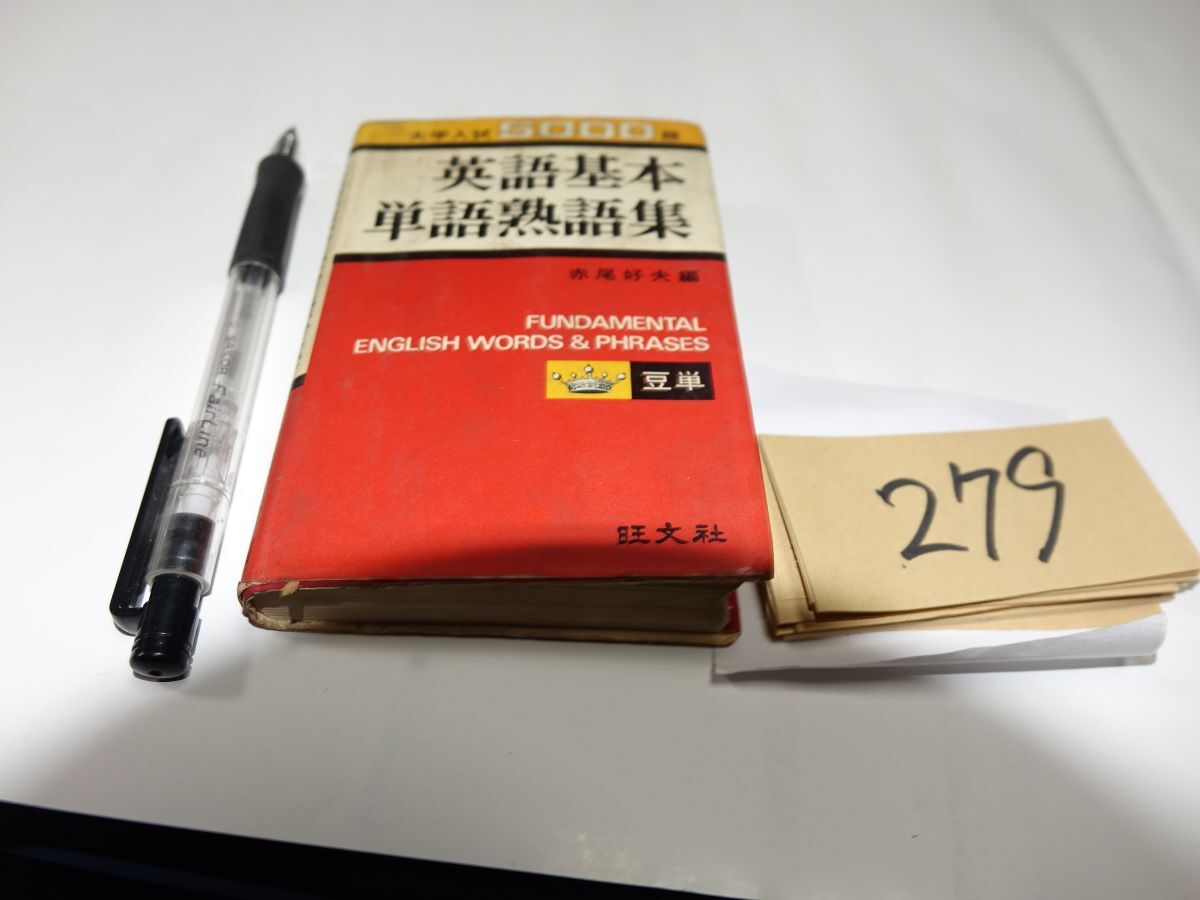 大学入試5000語
英語基本
単語熟語集
赤尾好夫編
FUNDAMENTAL
ENGLISH WORDS & PHRASES
豆単
旺文社
FairLine
279